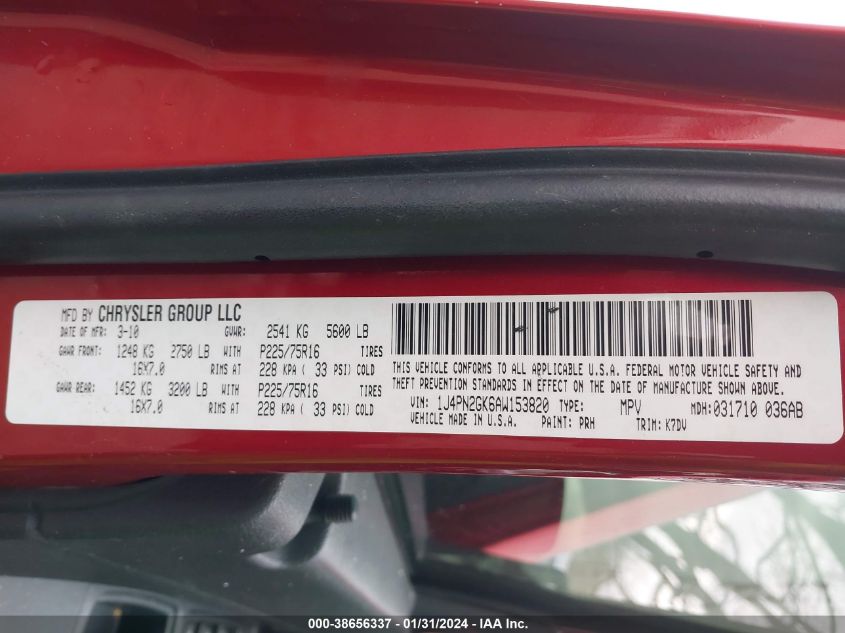 MFD BY CHRYSLER GROUP LLC
DATE OF MFR: 3-10 GVWR: 2541 KG 5600 LB
GAWR FRONT: 1248 KG 2750 LB WITH P225/75R16 TIRES
16X7.0 RIMS AT 228 KPA ( 33 PSI) COLD
GAWR REAR: 1452 KG 3200 LB WITH P225/75R16 TIRES
16X7.0 RIMS AT 228 KPA ( 33 PSI) COLD
THIS VEHICLE CONFORMS TO ALL APPLICABLE U.S.A. FEDERAL MOTOR VEHICLE SAFETY AND
THEFT PREVENTION STANDARDS IN EFFECT ON THE DATE OF MANUFACTURE SHOWN ABOVE.
VIN: 1J4PN2GK6AW153820 TYPE: MPV MDH: 031710 036AB
VEHICLE MADE IN U.S.A. PAINT: PRH TRIM: K7DV
000-38656337 - 01/31/2024 - IAA Inc.